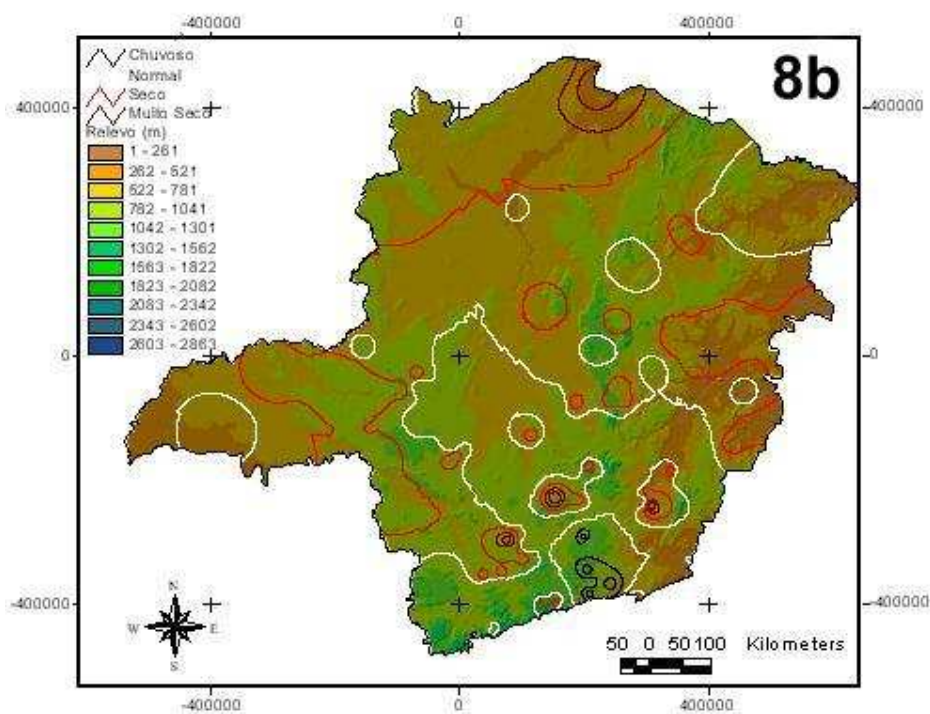 -400000 0 400000
8b
Chuvoso
Normal
Seco
Muito Seco
Relevo (m)
1 - 261
262 - 521
522 - 781
782 - 1041
1042 - 1301
1302 - 1562
1563 - 1822
1823 - 2082
2083 - 2342
2343 - 2602
2603 - 2863
400000 400000
0 0
-400000 -400000
N
W E
S
50 0 50 100 Kilometers
-400000 0 400000